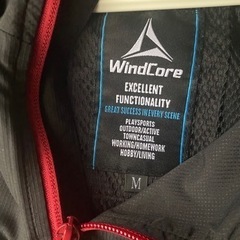 WindCore
EXCELLENT
FUNCTIONALITY
GREAT SUCCESS IN EVERY SCENE
PLAYSPORTS
OUTDOOR/ACTIVE
TOWNCASUAL
WORKING/HOMEWORK
HOBBY/LIVING
M